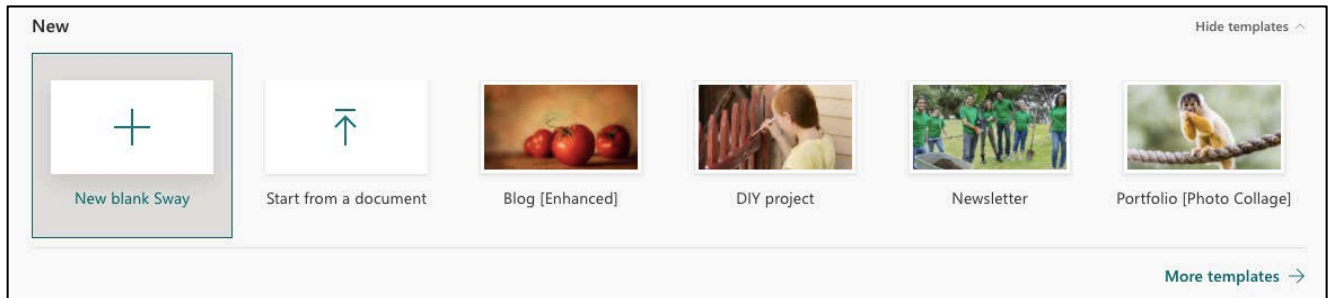 New
Hide templates
New blank Sway
Start from a document
Blog [Enhanced]
DIY project
Newsletter
Portfolio [Photo Collage]
More templates